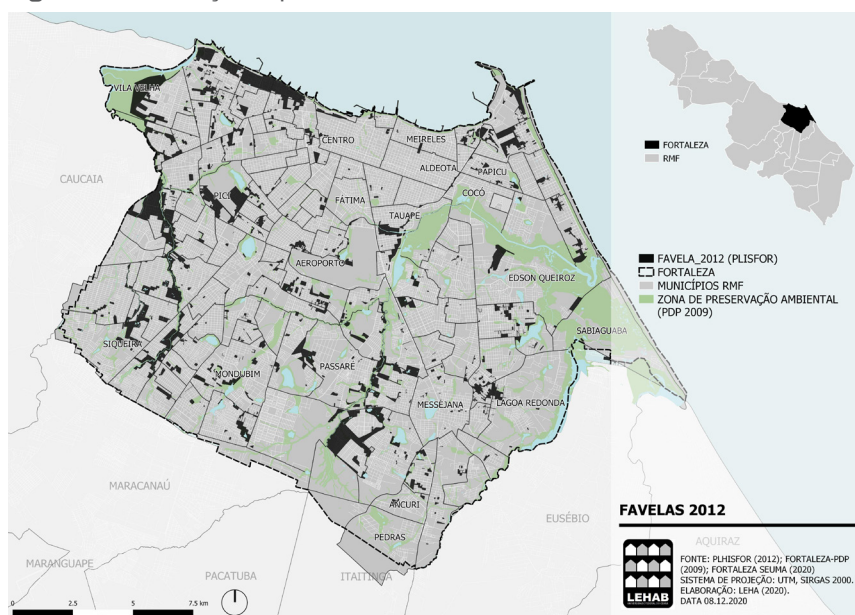 VILA VELHA
CENTRO
MEIRELES
ALDEOTA
PAPICU
CAUCAIA
PICI
COCÓ
FÁTIMA
TAUAPE
AEROPORTO
EDSON QUEIROZ
SABIAGUABA
SIQUEIRA
MONDUBIM
PASSARÉ
MESSEJANA
LAGOA REDONDA
MARACANAÚ
ANCURI
EUSÉBIO
PEDRAS
MARANGUAPE
PACATUBA
ITAITINGA
AQUIRAZ
0 2.5 5 7.5 km
FORTALEZA
RMF
FAVELA_2012 (PLISFOR)
FORTALEZA
MUNICÍPIOS RMF
ZONA DE PRESERVAÇÃO AMBIENTAL
(PDP 2009)
FAVELAS 2012
LEHAB
FONTE: PLHISFOR (2012); FORTALEZA-PDP
(2009); FORTALEZA SEUMA (2020)
SISTEMA DE PROJEÇÃO: UTM, SIRGAS 2000.
ELABORAÇÃO: LEHA (2020).
DATA 08.12.2020